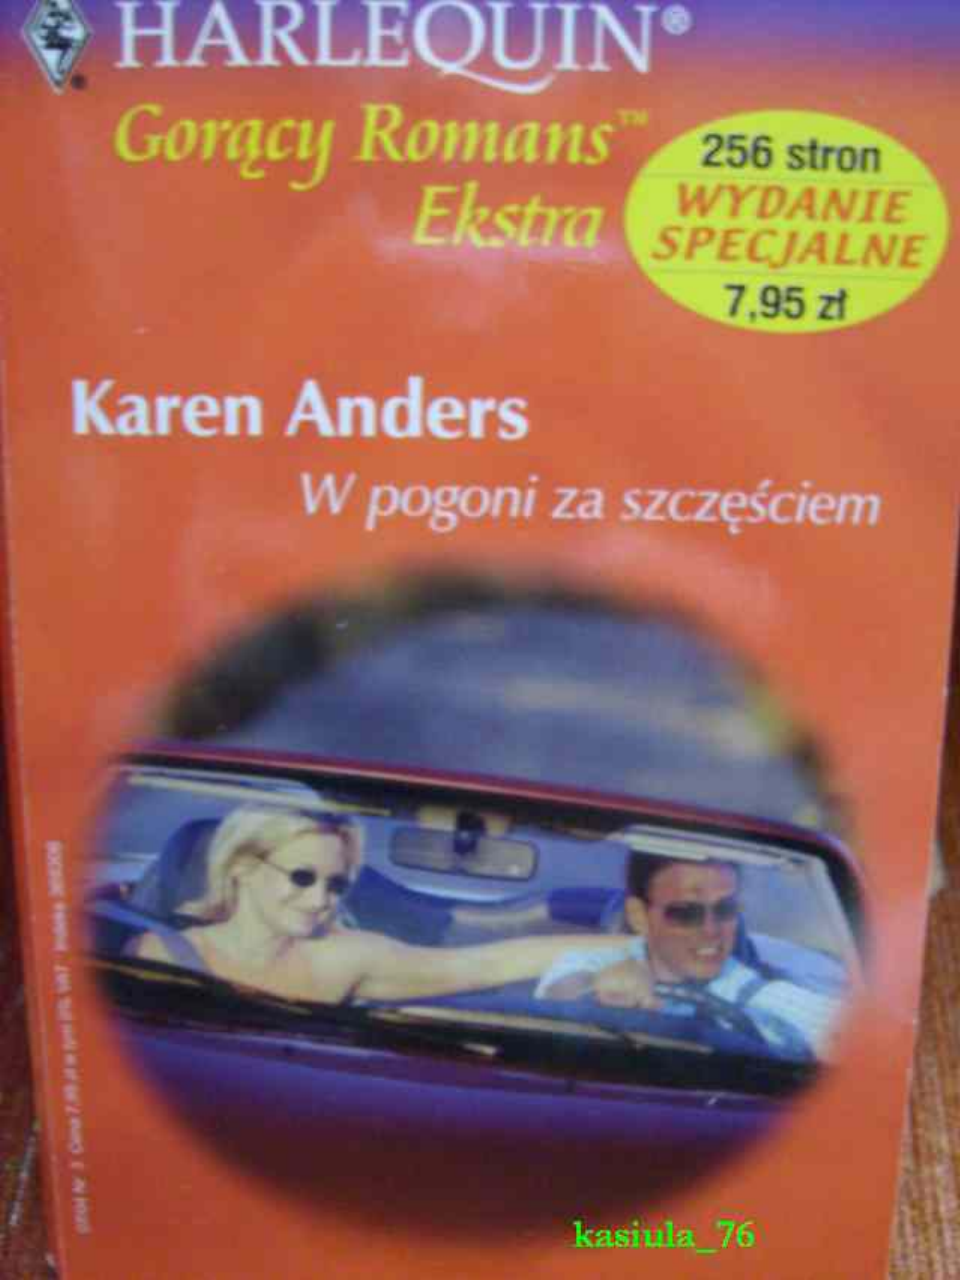 HARLEQUIN®
Gorący Romans™
Ekstra
256 stron
WYDANIE
SPECJALNE
7,95 zł
Karen Anders
W pogoni za szczęściem
kasiula_76